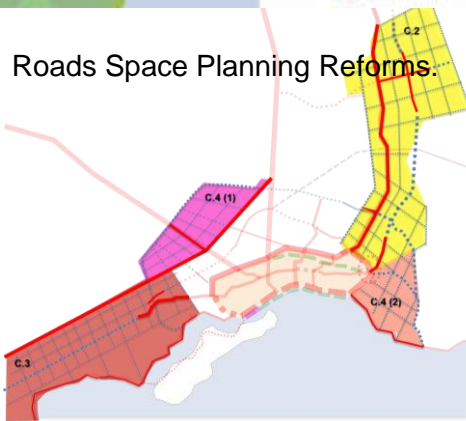 C.2
Roads Space Planning Reforms.
C.4 (1)
C.4 (2)
C.3